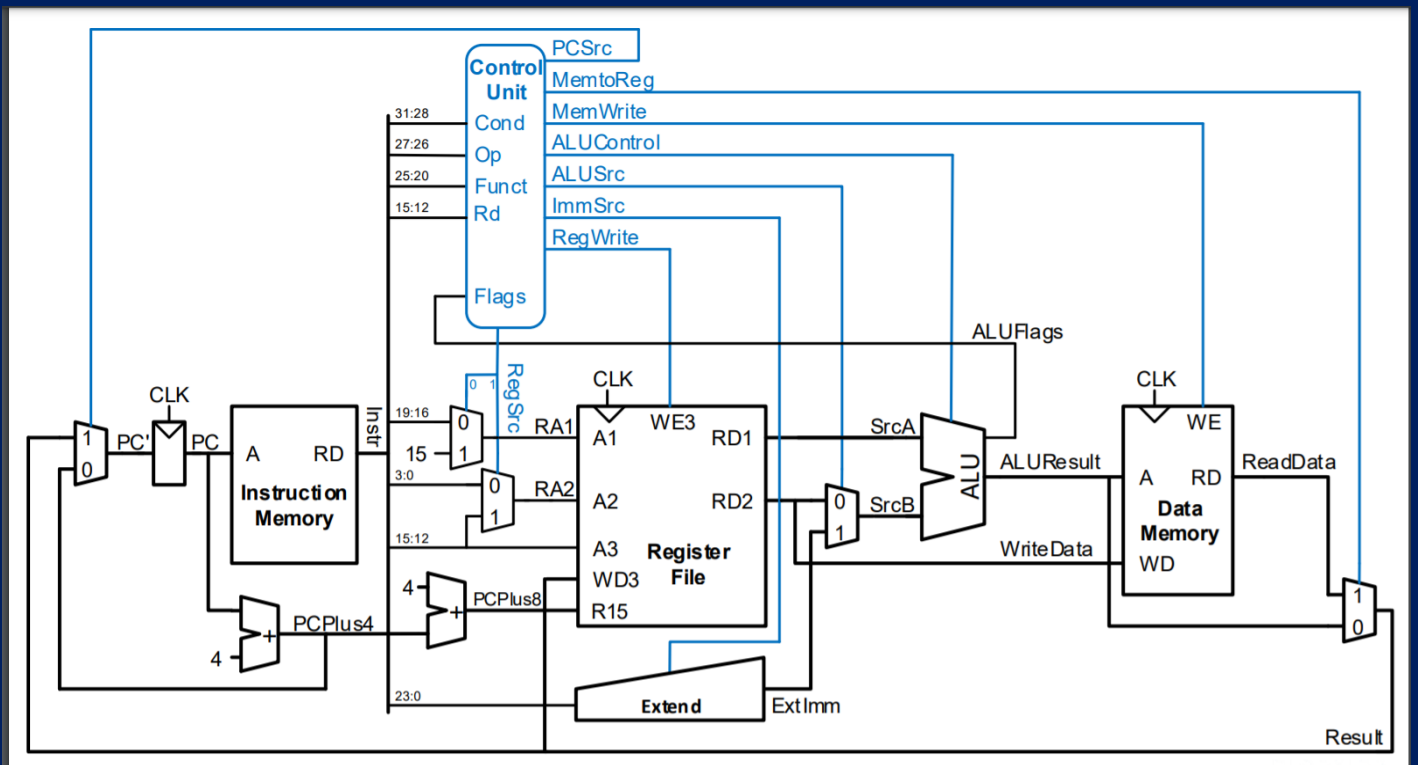 PCSrc
Control
Unit
MemtoReg
31:28
Cond
MemWrite
27:26
Op
ALUControl
25:20
Funct
ALUSrc
15:12
Rd
ImmSrc
RegWrite
Flags
ALUFlags
CLK
Instr
0 1
RegSrc
CLK
CLK
19:16
0
15
1
RA1
A1
WE3
RD1
SrcA
WE
1
0
PC'
PC
A
RD
Instruction
Memory
3:0
0
1
RA2
A2
RD2
0
1
SrcB
ALU
ALUResult
A
RD
ReadData
Data
Memory
15:12
A3
Register
File
WriteData
WD
4
+
PCPlus8
WD3
R15
1
0
PCPlus4
4
+
23:0
Extend
ExtImm
Result